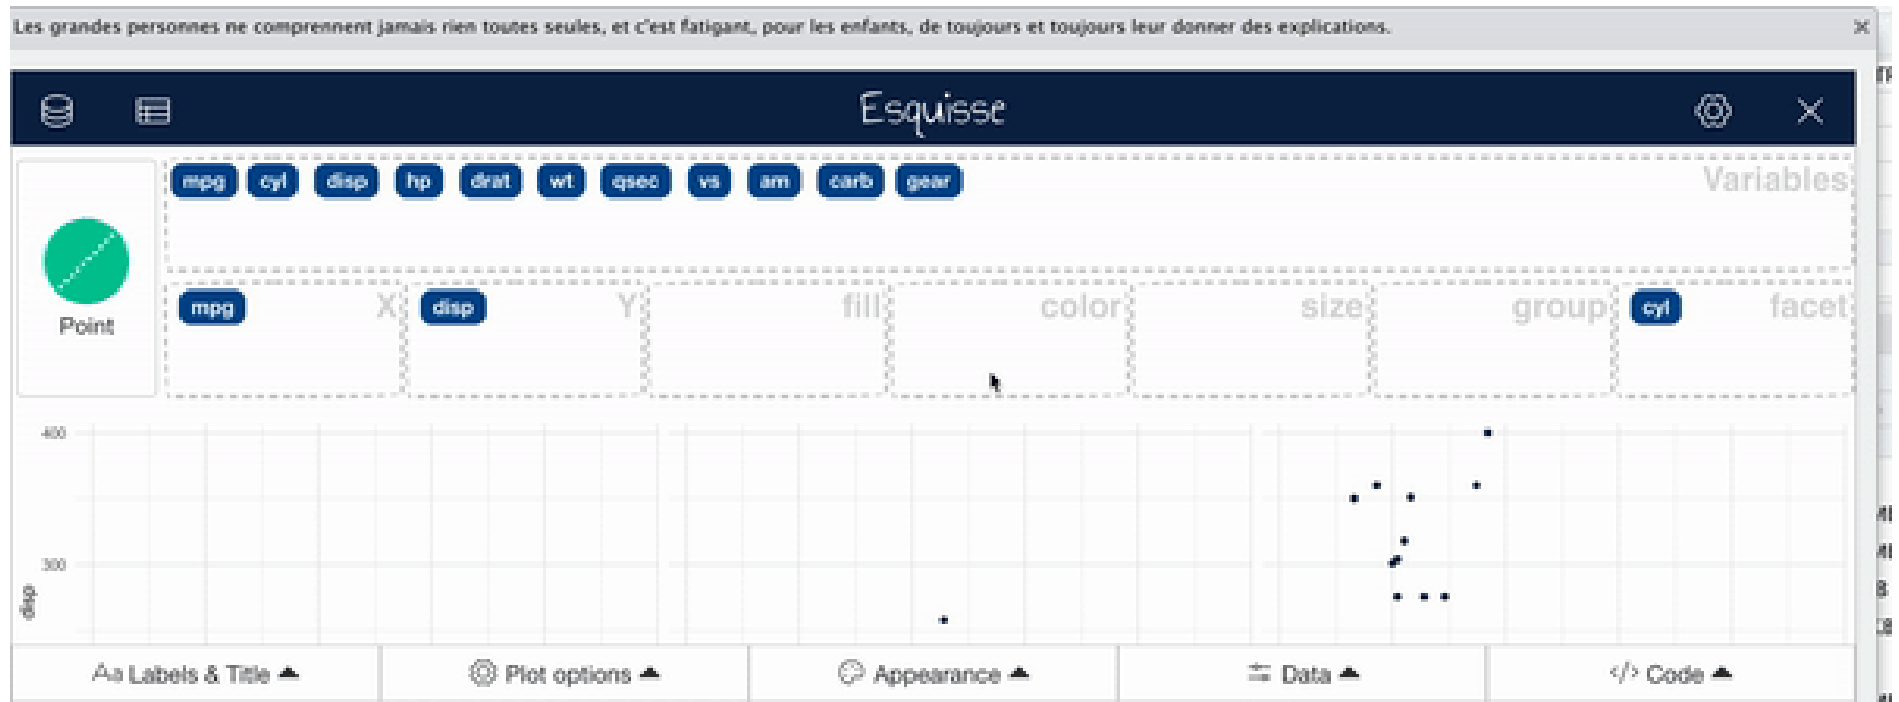 Les grandes personnes ne comprennent jamais rien toutes seules, et c'est fatigant, pour les enfants, de toujours et toujours leur donner des explications.
Esquisse
mpg cyl disp hp drat wt qsec vs am carb gear Variables
Point
mpg X disp Y fill color size group cyl facet
400
300
disp
Aa Labels & Title Plot options Appearance Data </> Code